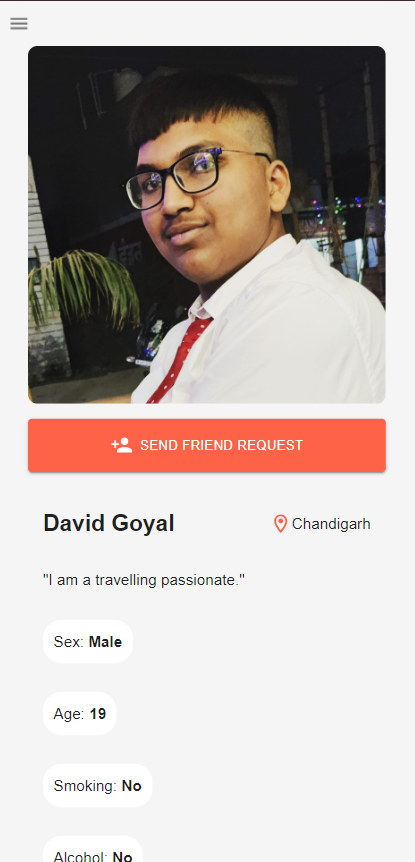 SEND FRIEND REQUEST
David Goyal
Chandigarh
"I am a travelling passionate."
Sex: Male
Age: 19
Smoking: No
Alcohol: No